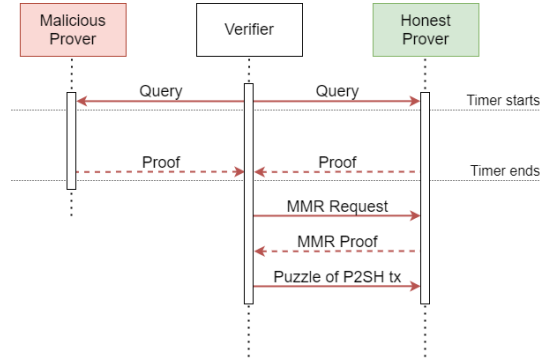 Malicious
Prover
Verifier
Honest
Prover
Query
Query
Timer starts
Proof
Proof
Timer ends
MMR Request
MMR Proof
Puzzle of P2SH tx